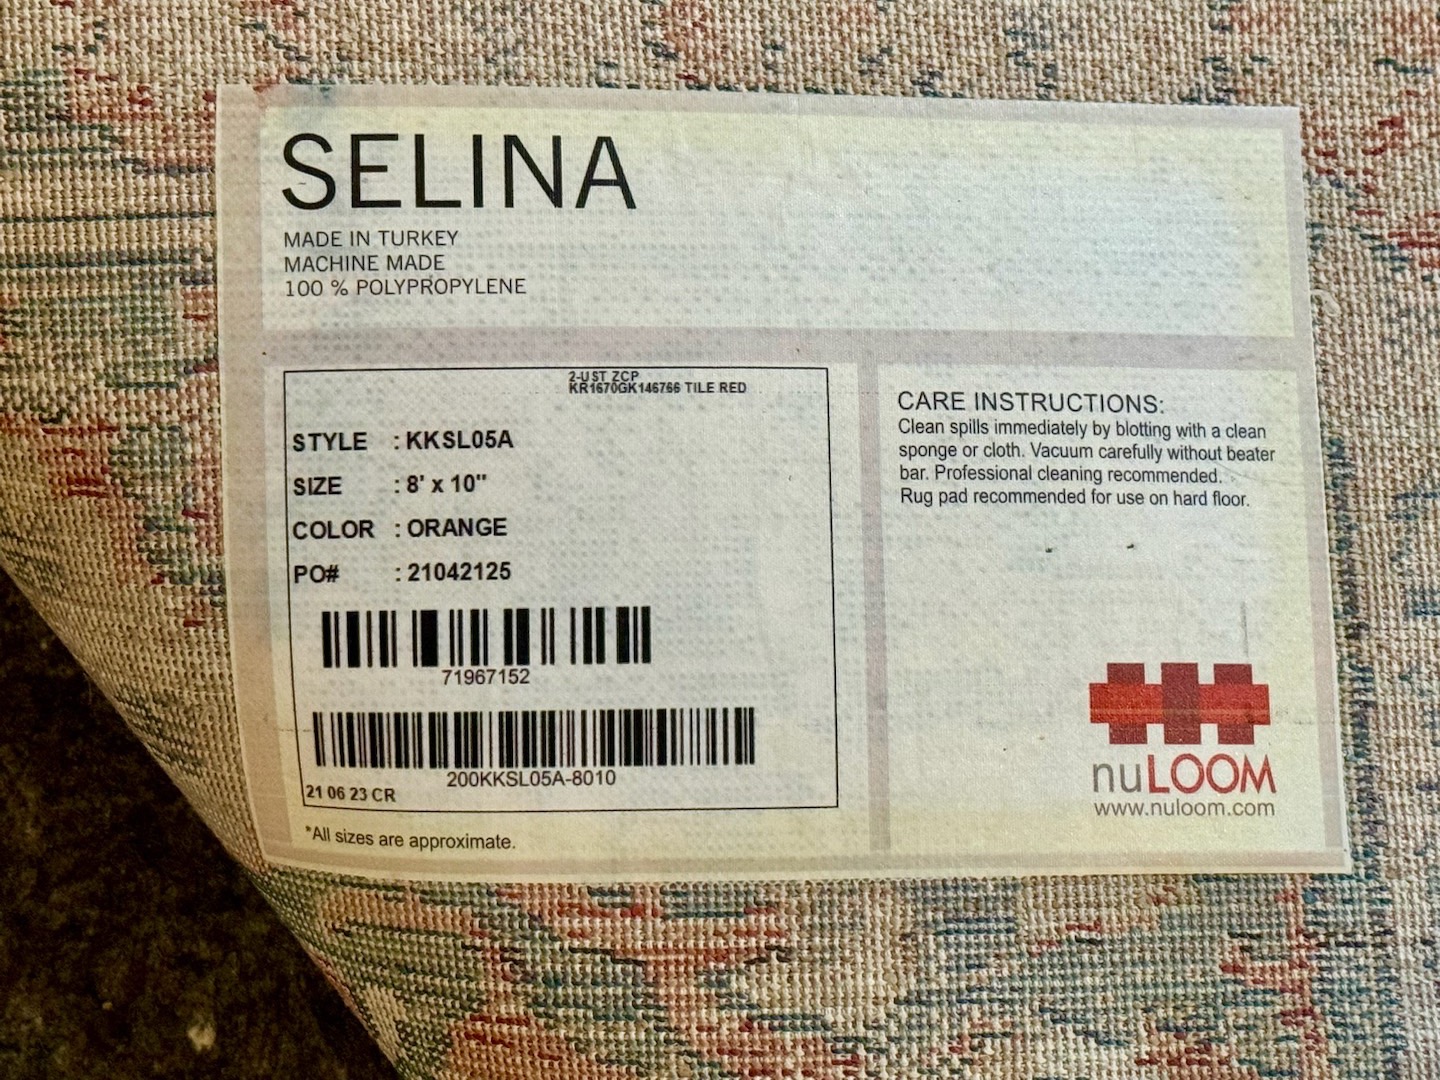 SELINA
MADE IN TURKEY
MACHINE MADE
100 % POLYPROPYLENE
2-UST ZCP
KR1670GK146766 TILE RED
STYLE : KKSL05A
SIZE : 8' x 10"
COLOR : ORANGE
PO# : 21042125
71967152
200KKSL05A-8010
21 06 23 CR
*All sizes are approximate.
CARE INSTRUCTIONS:
Clean spills immediately by blotting with a clean
sponge or cloth. Vacuum carefully without beater
bar. Professional cleaning recommended.
Rug pad recommended for use on hard floor.
nuLOOM
www.nuloom.com